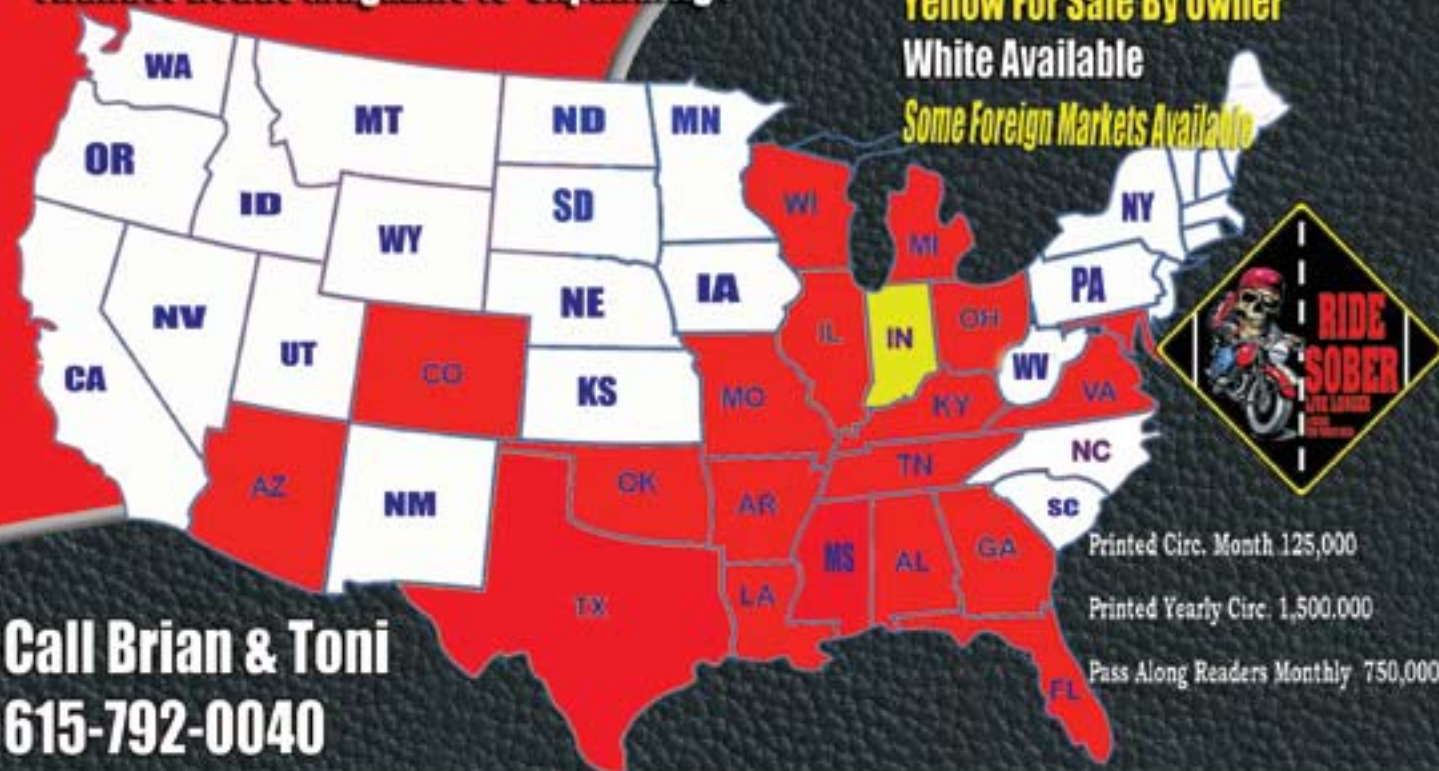 Yellow For Sale By Owner
White Available
Some Foreign Markets Available
WA
MT
ND
MN
OR
ID
SD
WI
NY
WY
MI
IA
PA
NE
NV
IL
IN
OH
UT
CO
WV
CA
KS
MO
KY
VA
NC
TN
AZ
OK
NM
AR
SC
MS
AL
GA
TX
LA
FL
RIDE
SOBER
LIVE LONGER
Printed Circ. Month 125,000
Printed Yearly Circ. 1,500.000
Pass Along Readers Monthly 750,000
Call Brian & Toni
615-792-0040